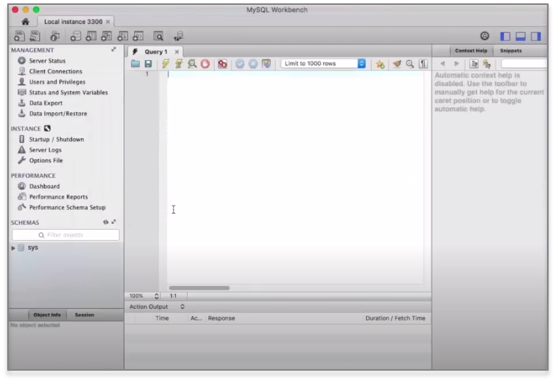 MySQL Workbench
Local instance 3306
MANAGEMENT
Server Status
Client Connections
Users and Privileges
Status and System Variables
Data Export
Data Import/Restore
INSTANCE
Startup / Shutdown
Server Logs
Options File
PERFORMANCE
Dashboard
Performance Reports
Performance Schema Setup
SCHEMAS
Filter objects
sys
Object Info Session
No object selected
Query 1
Limit to 1000 rows
1
100% 1:1
Action Output
Time Ac... Response Duration / Fetch Time
Context Help Snippets
Automatic context help is
disabled. Use the toolbar to
manually get help for the current
caret position or to toggle
automatic help.